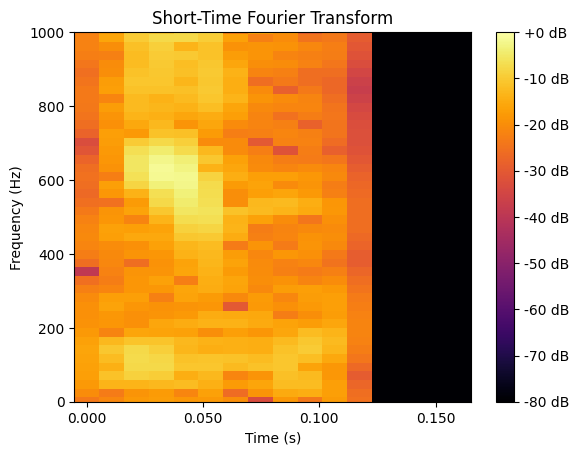 Short-Time Fourier Transform
1000
800
600
400
200
0
Frequency (Hz)
0.000
0.050
0.100
0.150
Time (s)
+0 dB
-10 dB
-20 dB
-30 dB
-40 dB
-50 dB
-60 dB
-70 dB
-80 dB